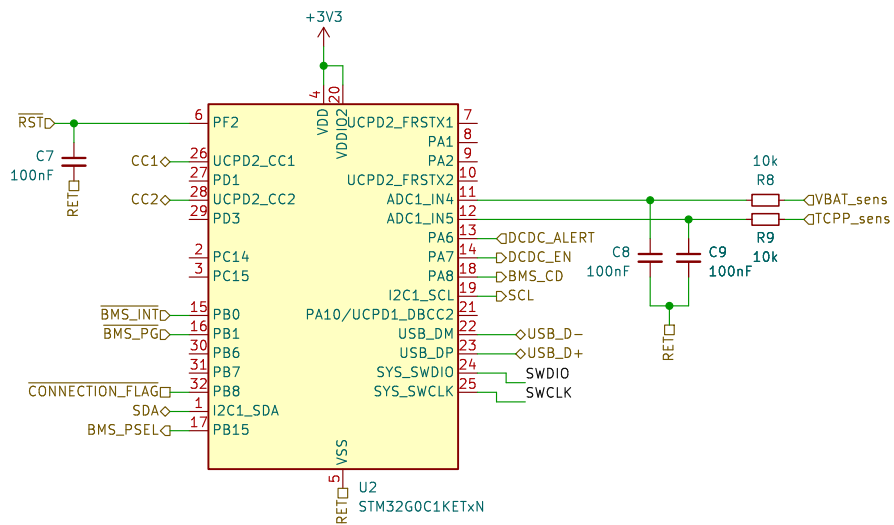 +3V3
4
20
VDD
VDDIO2
RST
6
PF2
UCPD2_FRSTX1
7
PA1
8
C7
100nF
RET
CC1
26
UCPD2_CC1
PA2
9
27
PD1
UCPD2_FRSTX2
10
CC2
28
UCPD2_CC2
ADC1_IN4
11
10k
R8
VBAT_sens
29
PD3
ADC1_IN5
12
TCPP_sens
R9
10k
PA6
13
DCDC_ALERT
2
PC14
PA7
14
DCDC_EN
C8
100nF
C9
100nF
3
PC15
PA8
18
BMS_CD
I2C1_SCL
19
SCL
BMS_INT
15
PB0
PA10/UCPD1_DBCC2
21
BMS_PG
16
PB1
USB_DM
22
USB_D-
RET
30
PB6
USB_DP
23
USB_D+
31
PB7
SYS_SWDIO
24
SWDIO
CONNECTION_FLAG
32
PB8
SYS_SWCLK
25
SWCLK
SDA
1
I2C1_SDA
BMS_PSEL
17
PB15
VSS
5
RET
U2
STM32G0C1KETxN